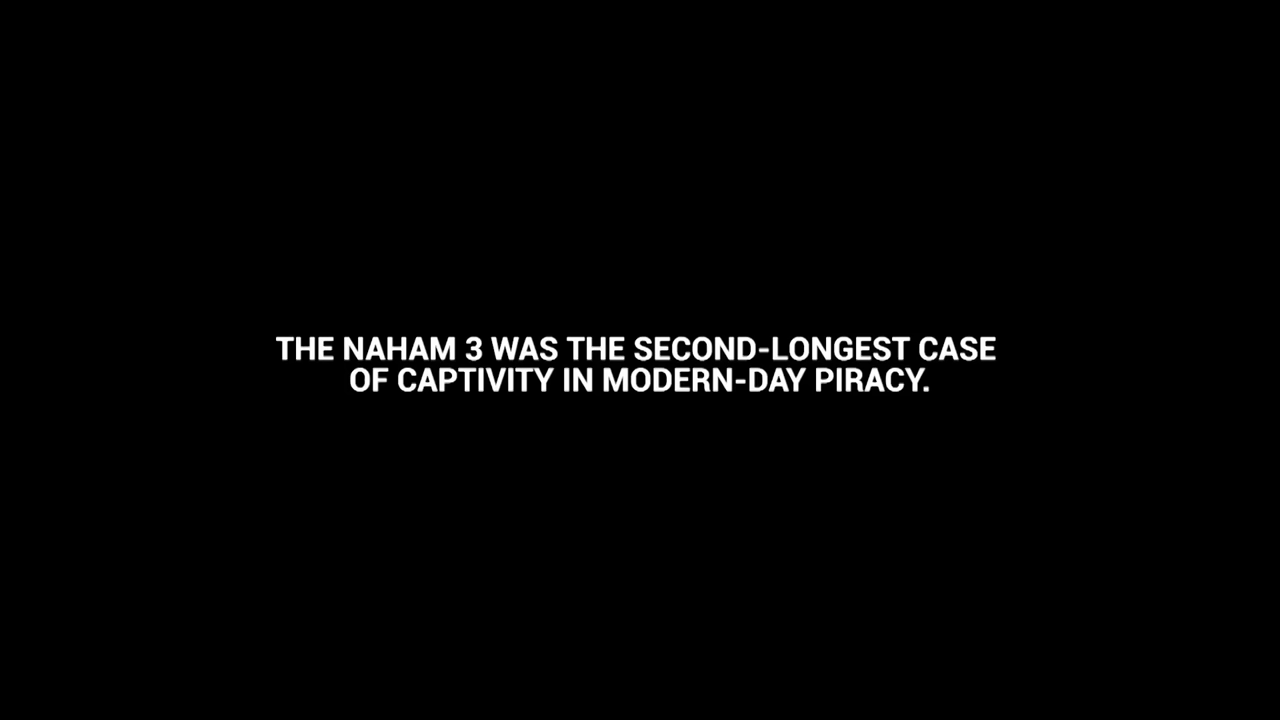 THE NAHAM 3 WAS THE SECOND-LONGEST CASE
OF CAPTIVITY IN MODERN-DAY PIRACY.